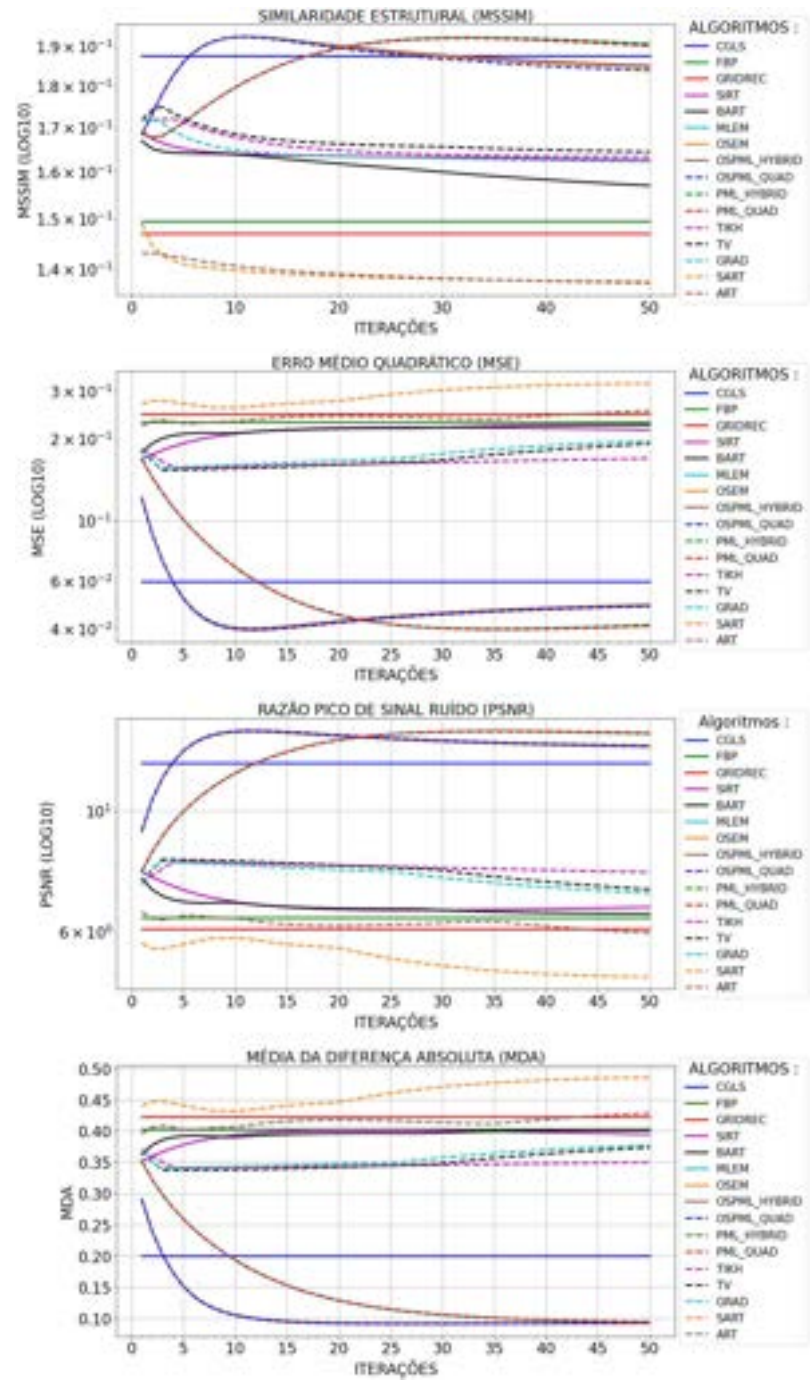 SIMILARIDADE ESTRUTURAL (MSSIM)
MSSIM (LOG10)
1.9 × 10⁻¹
1.8 × 10⁻¹
1.7 × 10⁻¹
1.6 × 10⁻¹
1.5 × 10⁻¹
1.4 × 10⁻¹
0 5 10 15 20 25 30 35 40 45 50
ITERAÇÕES
ALGORITMOS :
CGLS
FBP
GRIDREC
SIRT
BART
MLEM
OSEM
OSPML_HYBRID
OSPML_QUAD
PML_HYBRID
PML_QUAD
TIKH
TV
GRAD
SART
ART
ERRO MÉDIO QUADRÁTICO (MSE)
MSE (LOG10)
3 × 10⁻¹
2 × 10⁻¹
10⁻¹
6 × 10⁻²
4 × 10⁻²
0 5 10 15 20 25 30 35 40 45 50
ITERAÇÕES
ALGORITMOS :
CGLS
FBP
GRIDREC
SIRT
BART
MLEM
OSEM
OSPML_HYBRID
OSPML_QUAD
PML_HYBRID
PML_QUAD
TIKH
TV
GRAD
SART
ART
RAZÃO PICO DE SINAL RUÍDO (PSNR)
PSNR (LOG10)
10¹
6 × 10⁰
0 5 10 15 20 25 30 35 40 45 50
ITERAÇÕES
Algoritmos :
CGLS
FBP
GRIDREC
SIRT
BART
MLEM
OSEM
OSPML_HYBRID
OSPML_QUAD
PML_HYBRID
PML_QUAD
TIKH
TV
GRAD
SART
ART
MÉDIA DA DIFERENÇA ABSOLUTA (MDA)
MDA
0.50
0.45
0.40
0.35
0.30
0.25
0.20
0.15
0.10
0 5 10 15 20 25 30 35 40 45 50
ITERAÇÕES
ALGORITMOS :
CGLS
FBP
GRIDREC
SIRT
BART
MLEM
OSEM
OSPML_HYBRID
OSPML_QUAD
PML_HYBRID
PML_QUAD
TIKH
TV
GRAD
SART
ART